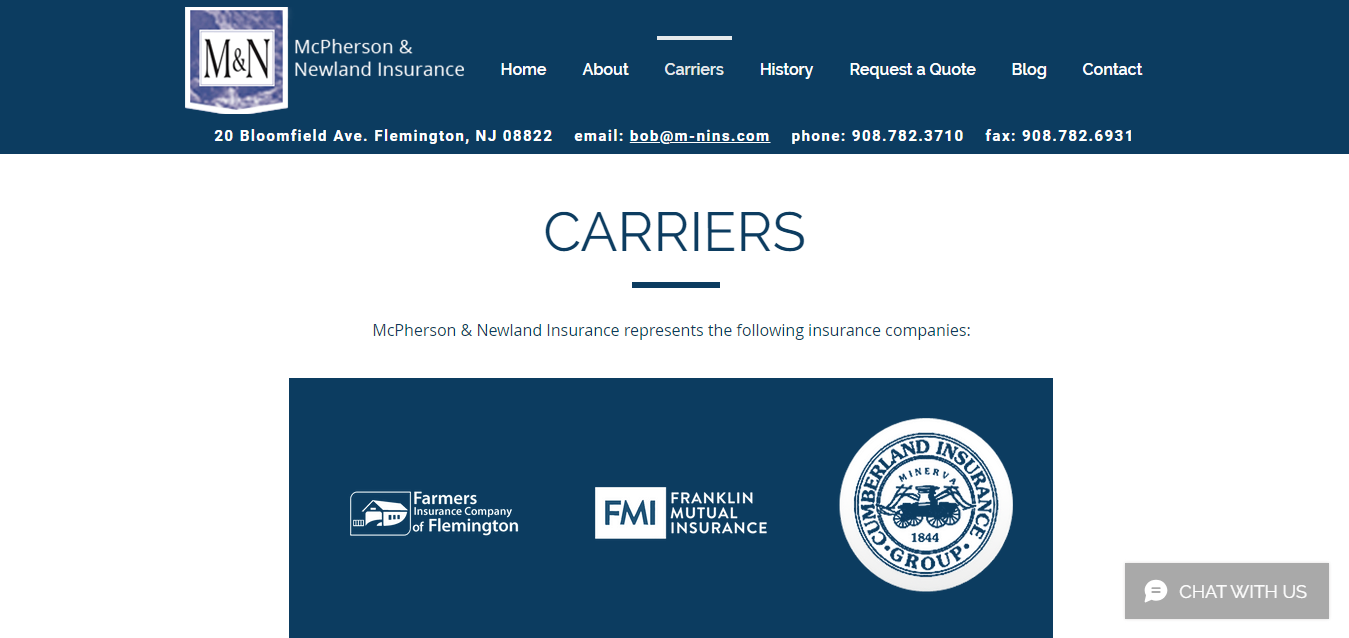 M&N
McPherson &
Newland Insurance
Home About Carriers History Request a Quote Blog Contact
20 Bloomfield Ave. Flemington, NJ 08822 email: bob@m-nins.com phone: 908.782.3710 fax: 908.782.6931
CARRIERS
McPherson & Newland Insurance represents the following insurance companies:
Farmers
Insurance Company
of Flemington
FMI
FRANKLIN
MUTUAL
INSURANCE
CUMBERLAND INSURANCE
MINERVA
1844
• GROUP •
CHAT WITH US